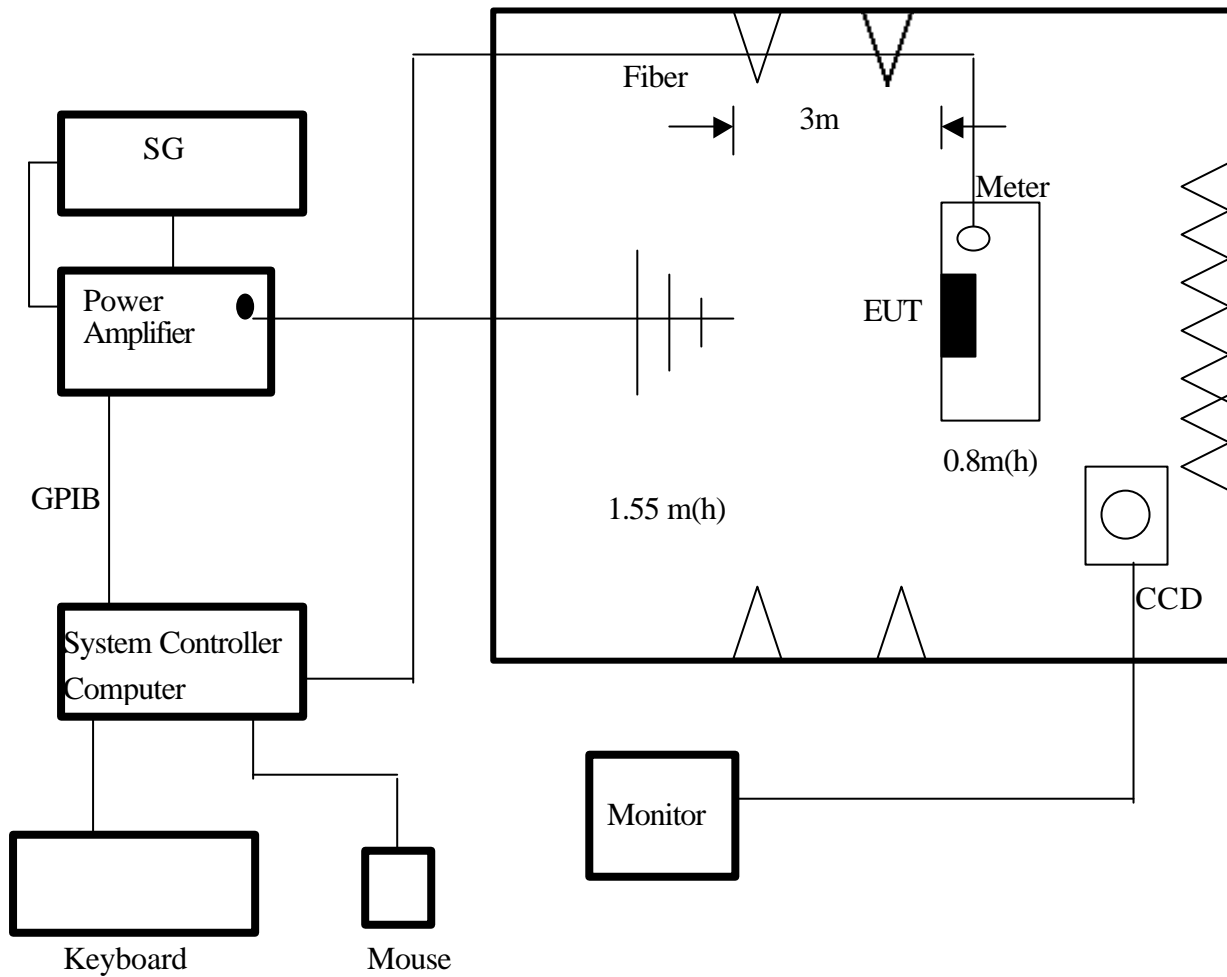 Fiber
3m
SG
Meter
Power
Amplifier
EUT
0.8m(h)
GPIB
1.55 m(h)
CCD
System Controller
Computer
Monitor
Keyboard
Mouse